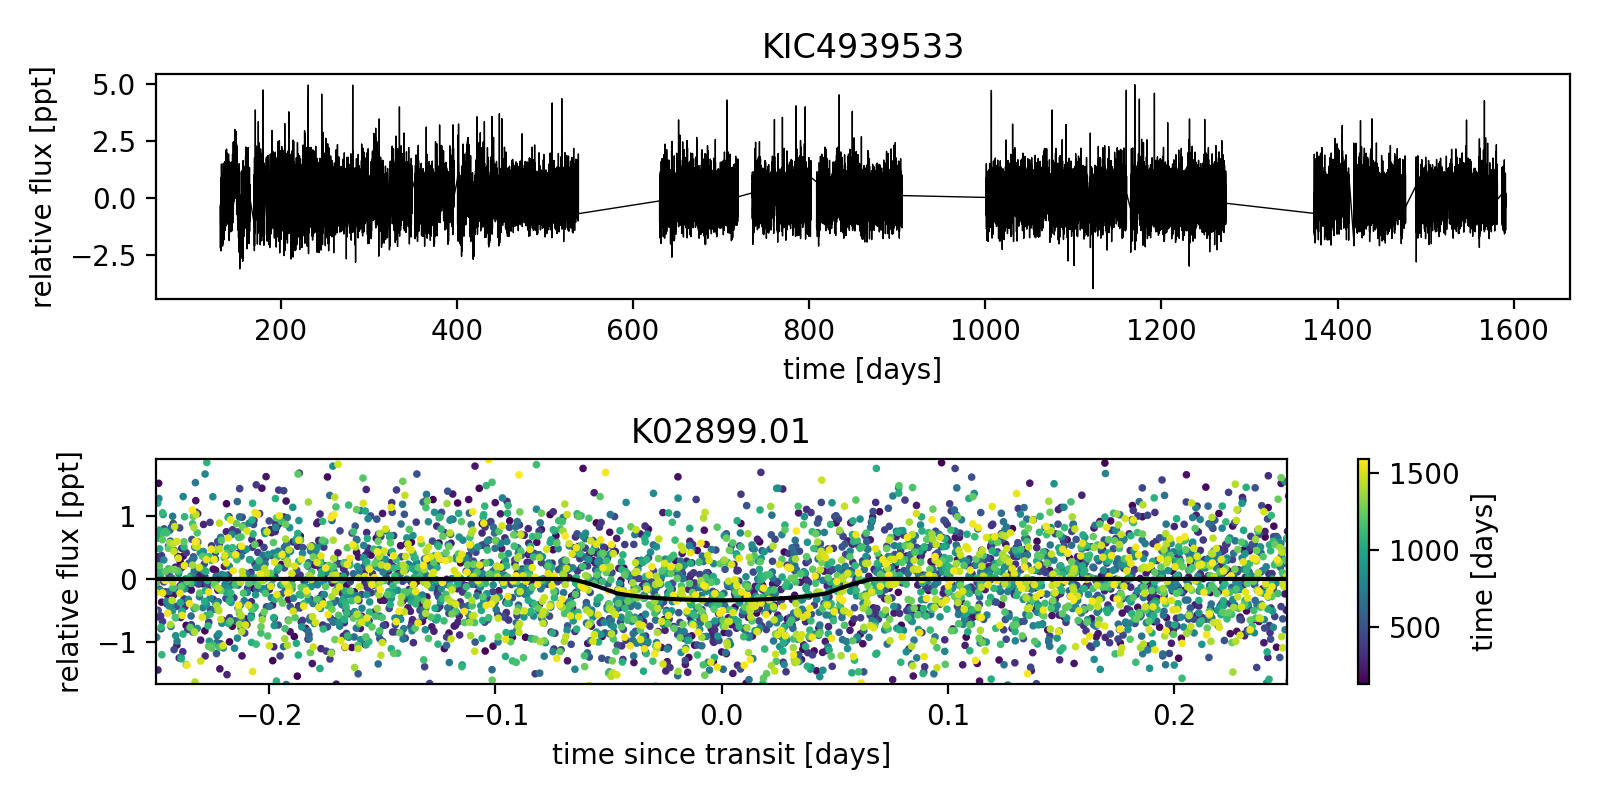 KIC4939533
relative flux [ppt]
5.0
2.5
0.0
−2.5
200 400 600 800 1000 1200 1400 1600
time [days]
K02899.01
relative flux [ppt]
1
0
−1
−0.2 −0.1 0.0 0.1 0.2
time since transit [days]
1500
1000
500
time [days]